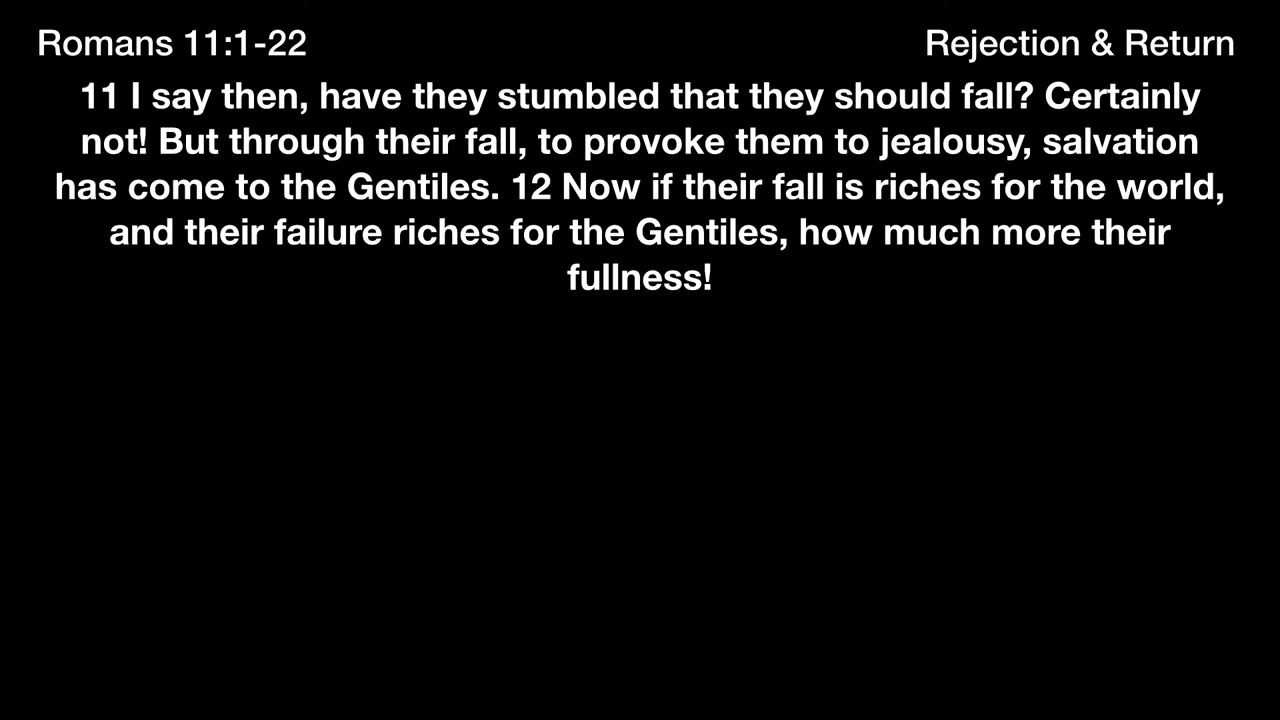 Romans 11:1-22
Rejection & Return
11 I say then, have they stumbled that they should fall? Certainly
not! But through their fall, to provoke them to jealousy, salvation
has come to the Gentiles. 12 Now if their fall is riches for the world,
and their failure riches for the Gentiles, how much more their
fullness!